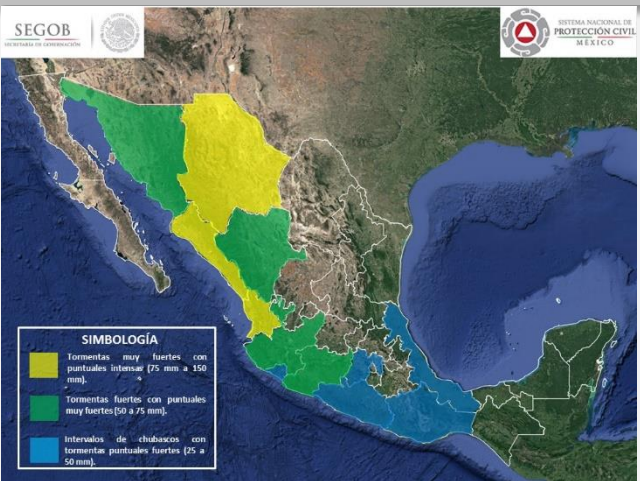 SEGOB
SECRETARÍA DE GOBERNACIÓN
SISTEMA NACIONAL DE
PROTECCIÓN CIVIL
MÉXICO
SIMBOLOGÍA
Tormentas muy fuertes con
puntuales intensas (75 mm a 150
mm).
Tormentas fuertes con puntuales
muy fuertes (50 a 75 mm).
Intervalos de chubascos con
tormentas puntuales fuertes (25 a
50 mm).